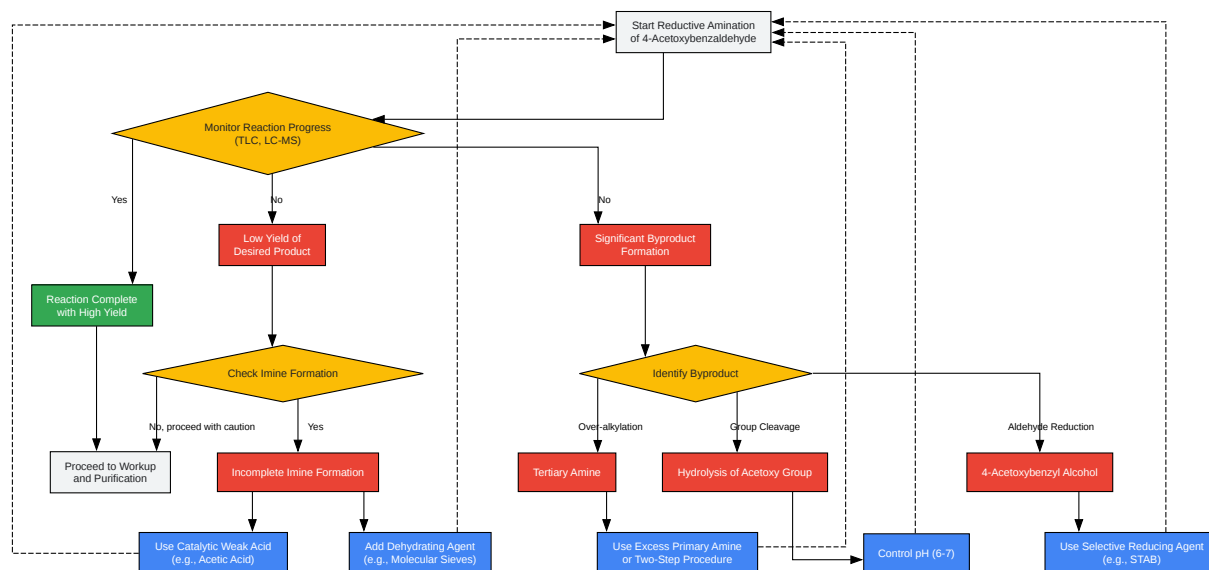 Start Reductive Amination
of 4-Acetoxybenzaldehyde
Monitor Reaction Progress
(TLC, LC-MS)
Yes
No
No
Low Yield of
Desired Product
Significant Byproduct
Formation
Reaction Complete
with High Yield
Check Imine Formation
Identify Byproduct
No, proceed with caution
Yes
Over-alkylation
Group Cleavage
Aldehyde Reduction
Proceed to Workup
and Purification
Incomplete Imine Formation
Tertiary Amine
Hydrolysis of Acetoxy Group
4-Acetoxybenzyl Alcohol
Use Catalytic Weak Acid
(e.g., Acetic Acid)
Add Dehydrating Agent
(e.g., Molecular Sieves)
Use Excess Primary Amine
or Two-Step Procedure
Control pH (6-7)
Use Selective Reducing Agent
(e.g., STAB)